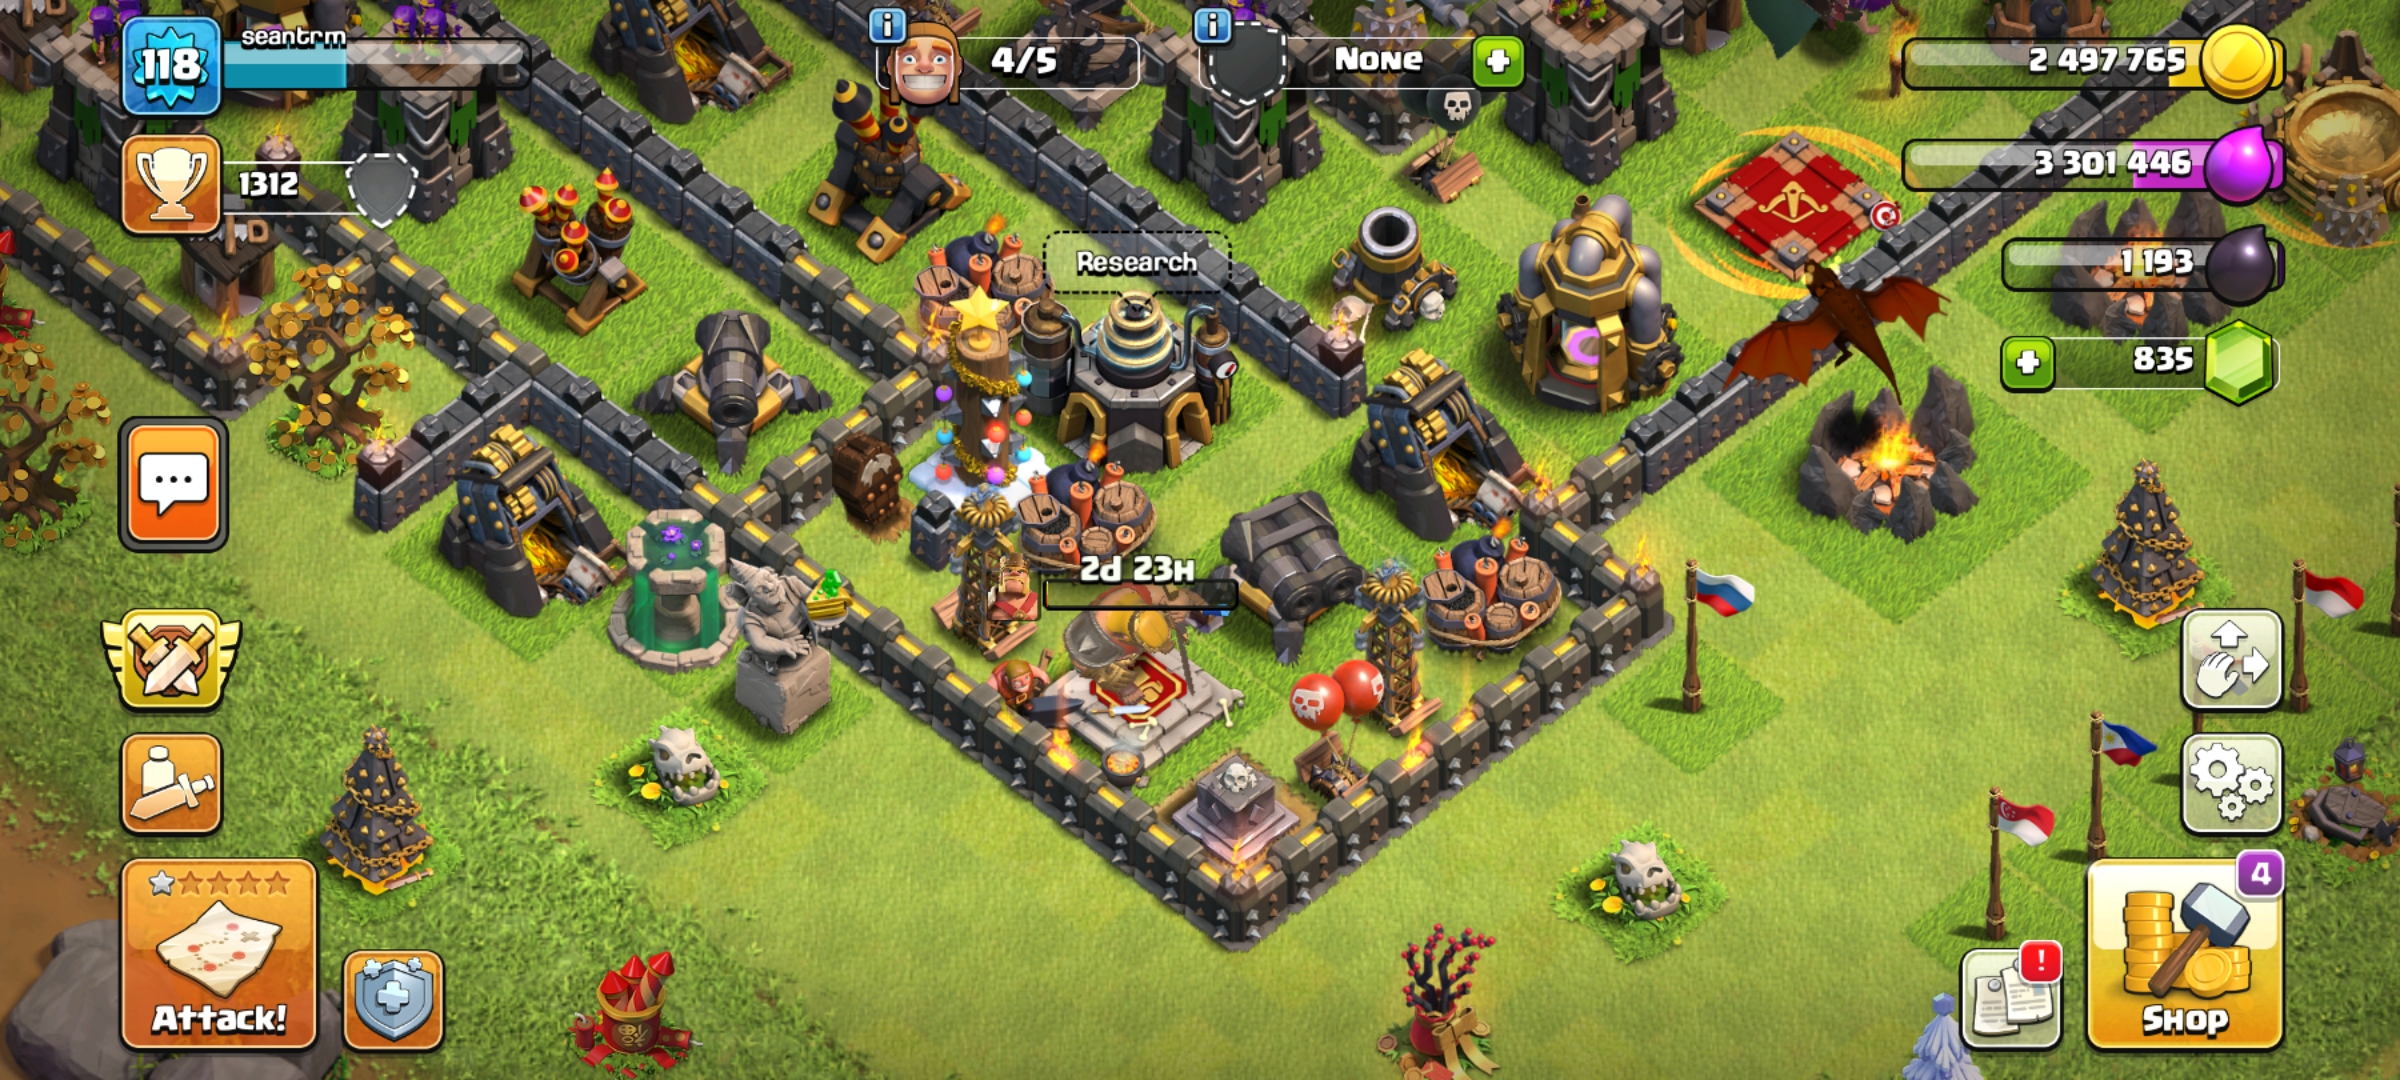 118
seantrm
4/5
None
2 497 765
1312
3 301 446
Research
1 193
835
2d 23H
4
!
Attack!
Shop